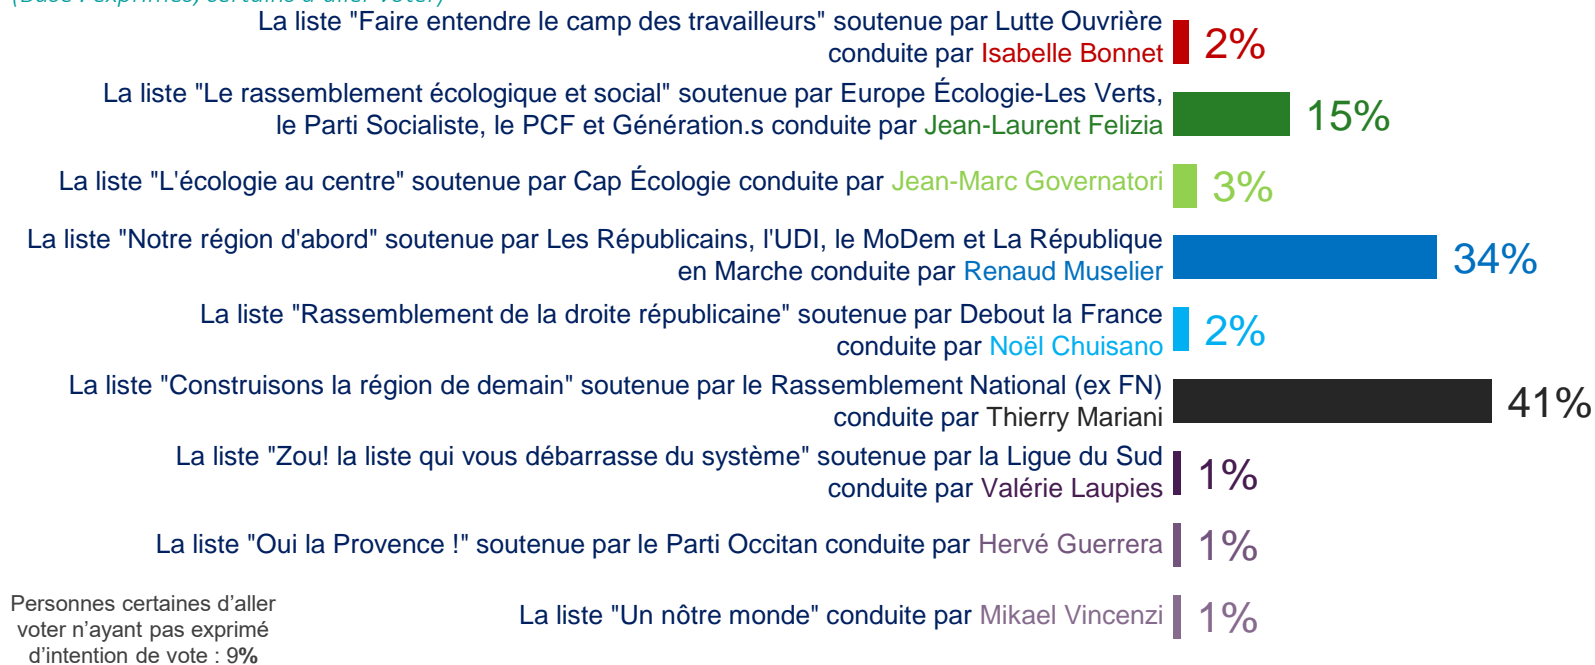 (Base : exprimés, certains d'aller voter)
La liste "Faire entendre le camp des travailleurs" soutenue par Lutte Ouvrière
conduite par Isabelle Bonnet
2%
La liste "Le rassemblement écologique et social" soutenue par Europe Écologie-Les Verts,
le Parti Socialiste, le PCF et Génération.s conduite par Jean-Laurent Felizia
15%
La liste "L'écologie au centre" soutenue par Cap Écologie conduite par Jean-Marc Governatori
3%
La liste "Notre région d'abord" soutenue par Les Républicains, l'UDI, le MoDem et La République
en Marche conduite par Renaud Muselier
34%
La liste "Rassemblement de la droite républicaine" soutenue par Debout la France
conduite par Noël Chuisano
2%
La liste "Construisons la région de demain" soutenue par le Rassemblement National (ex FN)
conduite par Thierry Mariani
41%
La liste "Zou! la liste qui vous débarrasse du système" soutenue par la Ligue du Sud
conduite par Valérie Laupies
1%
La liste "Oui la Provence !" soutenue par le Parti Occitan conduite par Hervé Guerrera
1%
La liste "Un nôtre monde" conduite par Mikael Vincenzi
1%
Personnes certaines d'aller
voter n'ayant pas exprimé
d'intention de vote : 9%